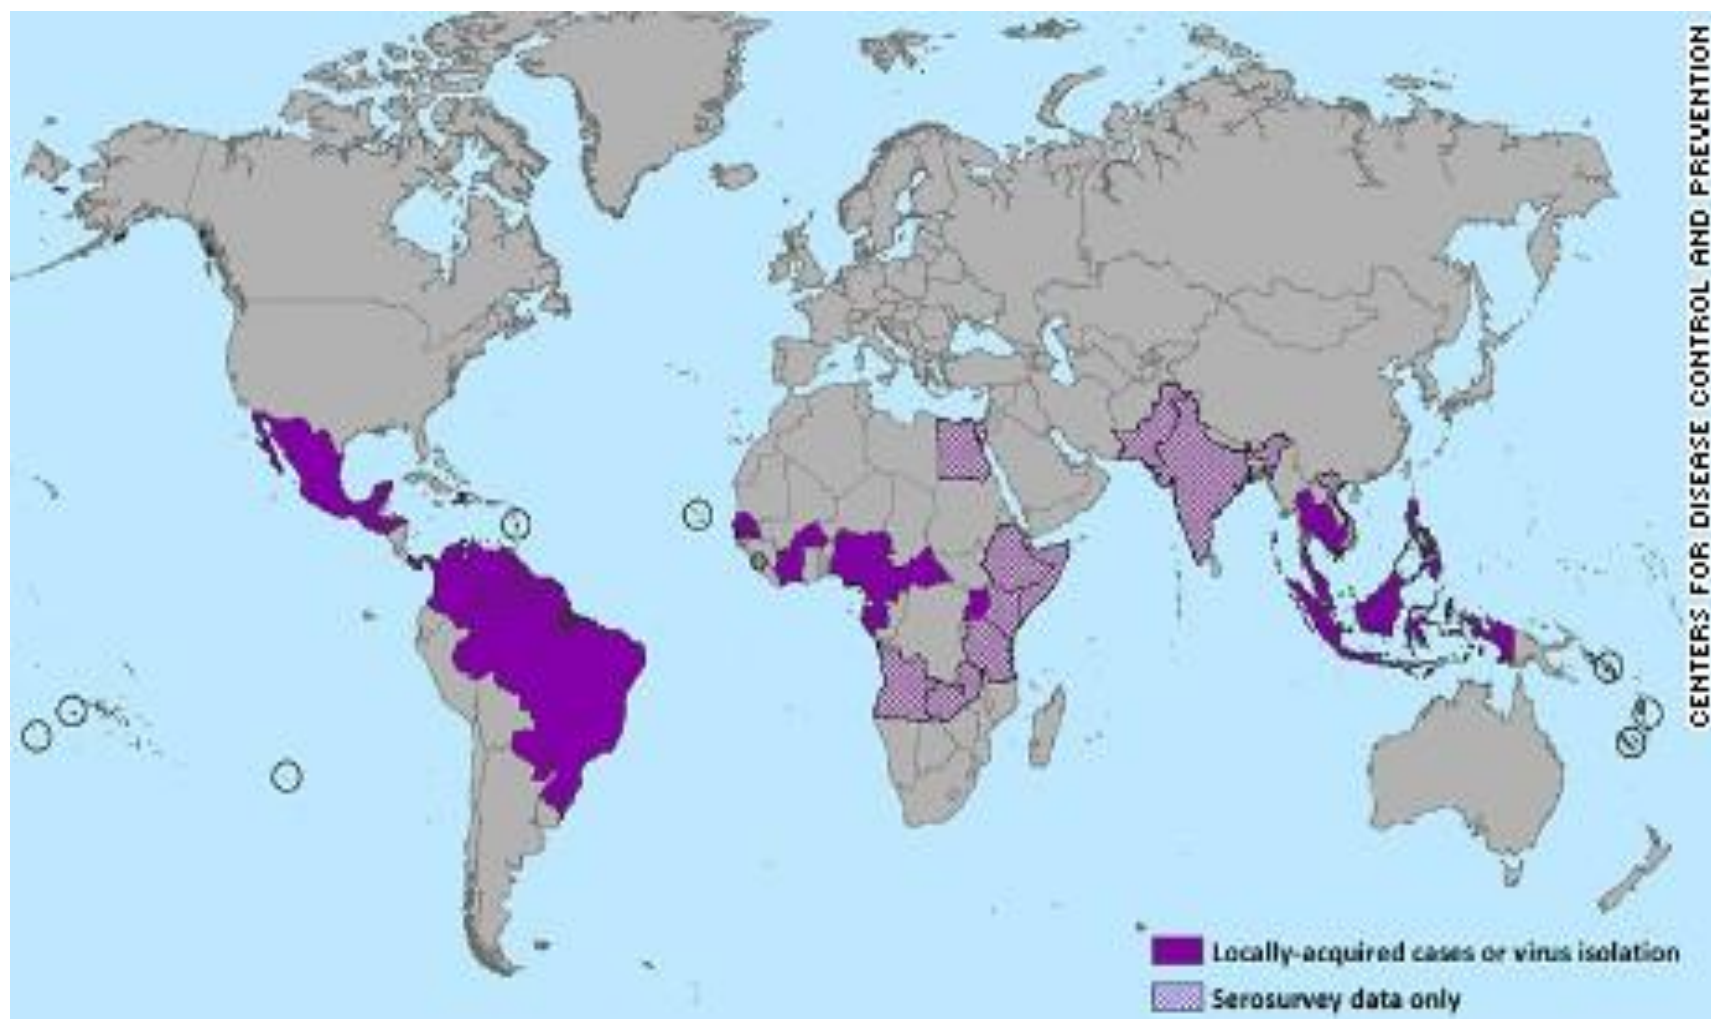 CENTERS FOR DISEASE CONTROL AND PREVENTION
Locally-acquired cases or virus isolation
Serosurvey data only